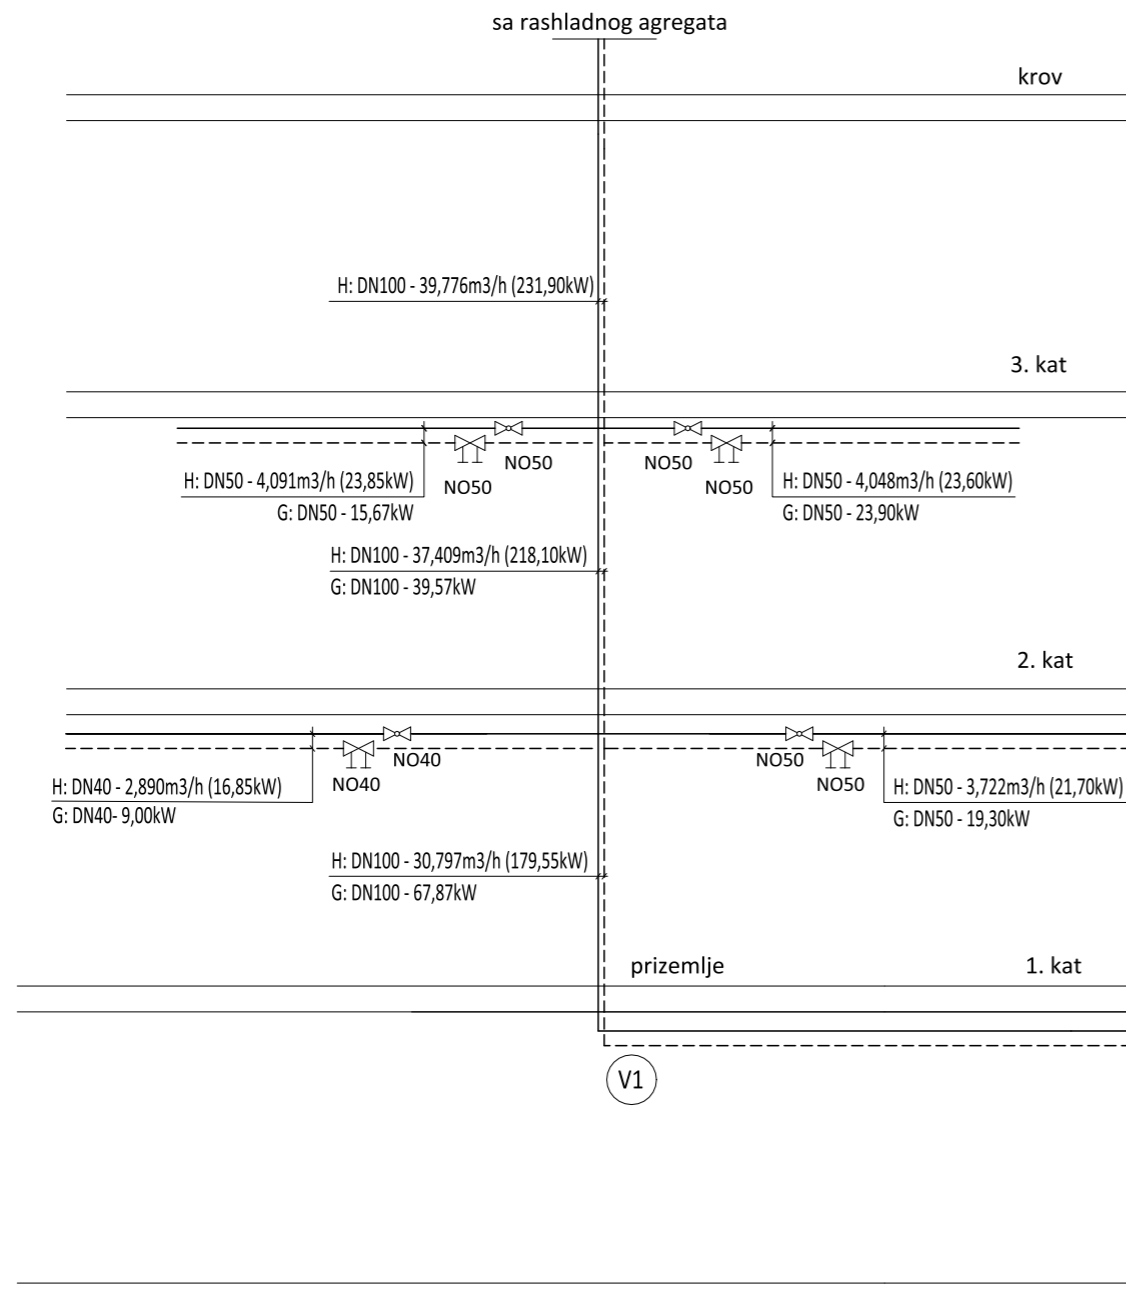 sa rashladnog agregata
krov
H: DN100 - 39,776m3/h (231,90kW)
3. kat
NO50
NO50
NO50
NO50
H: DN50 - 4,091m3/h (23,85kW)
G: DN50 - 15,67kW
H: DN50 - 4,048m3/h (23,60kW)
G: DN50 - 23,90kW
H: DN100 - 37,409m3/h (218,10kW)
G: DN100 - 39,57kW
2. kat
NO40
NO40
NO50
NO50
H: DN40 - 2,890m3/h (16,85kW)
G: DN40- 9,00kW
H: DN50 - 3,722m3/h (21,70kW)
G: DN50 - 19,30kW
H: DN100 - 30,797m3/h (179,55kW)
G: DN100 - 67,87kW
prizemlje
1. kat
V1